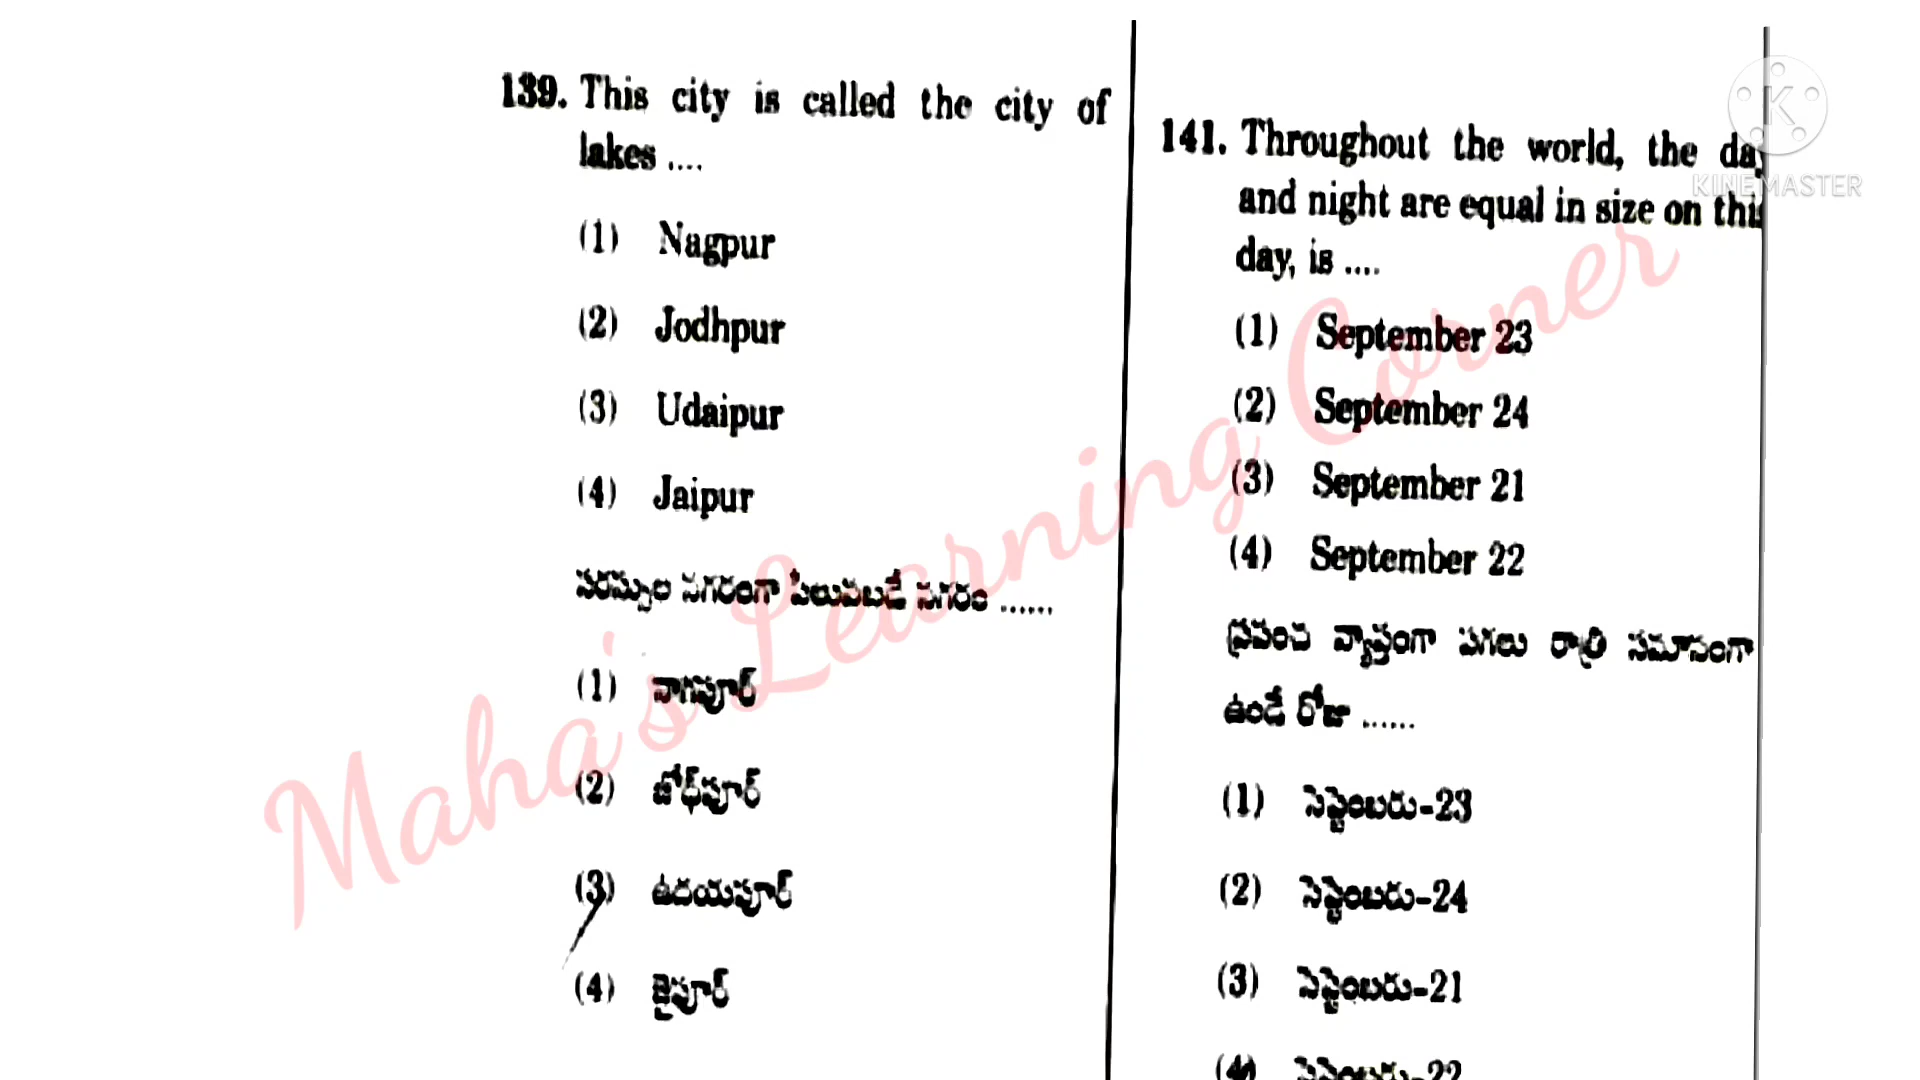 139. This city is called the city of
lakes ....
(1) Nagpur
(2) Jodhpur
(3) Udaipur
(4) Jaipur
సరస్సుల నగరంగా పిలువబడే నగరం ......
(1) నాగపూర్
(2) జోధ్‌పూర్
(3) ఉదయపూర్
(4) జైపూర్
141. Throughout the world, the day
and night are equal in size on this
day, is ....
(1) September 23
(2) September 24
(3) September 21
(4) September 22
ప్రపంచ వ్యాప్తంగా పగలు రాత్రి సమానంగా
ఉండే రోజు ......
(1) సెప్టెంబరు-23
(2) సెప్టెంబరు-24
(3) సెప్టెంబరు-21
(4) సెప్టెంబరు-22
Maha's Learning Corner
K
KINEMASTER